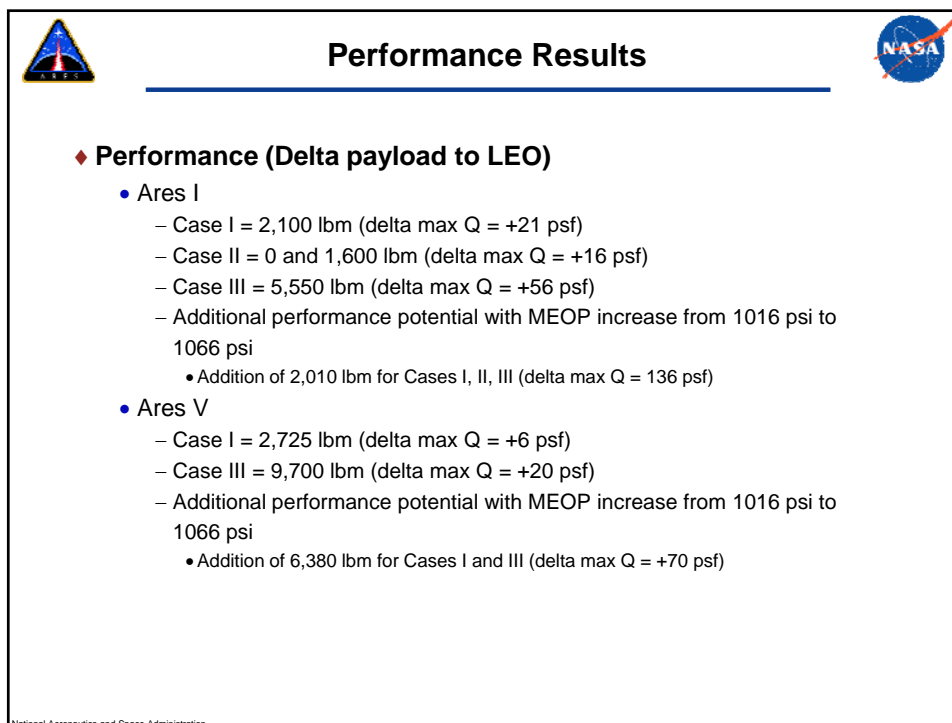 Performance Results
ARES
NASA
♦ Performance (Delta payload to LEO)
• Ares I
– Case I = 2,100 lbm (delta max Q = +21 psf)
– Case II = 0 and 1,600 lbm (delta max Q = +16 psf)
– Case III = 5,550 lbm (delta max Q = +56 psf)
– Additional performance potential with MEOP increase from 1016 psi to
1066 psi
• Addition of 2,010 lbm for Cases I, II, III (delta max Q = 136 psf)
• Ares V
– Case I = 2,725 lbm (delta max Q = +6 psf)
– Case III = 9,700 lbm (delta max Q = +20 psf)
– Additional performance potential with MEOP increase from 1016 psi to
1066 psi
• Addition of 6,380 lbm for Cases I and III (delta max Q = +70 psf)
National Aeronautics and Space Administration